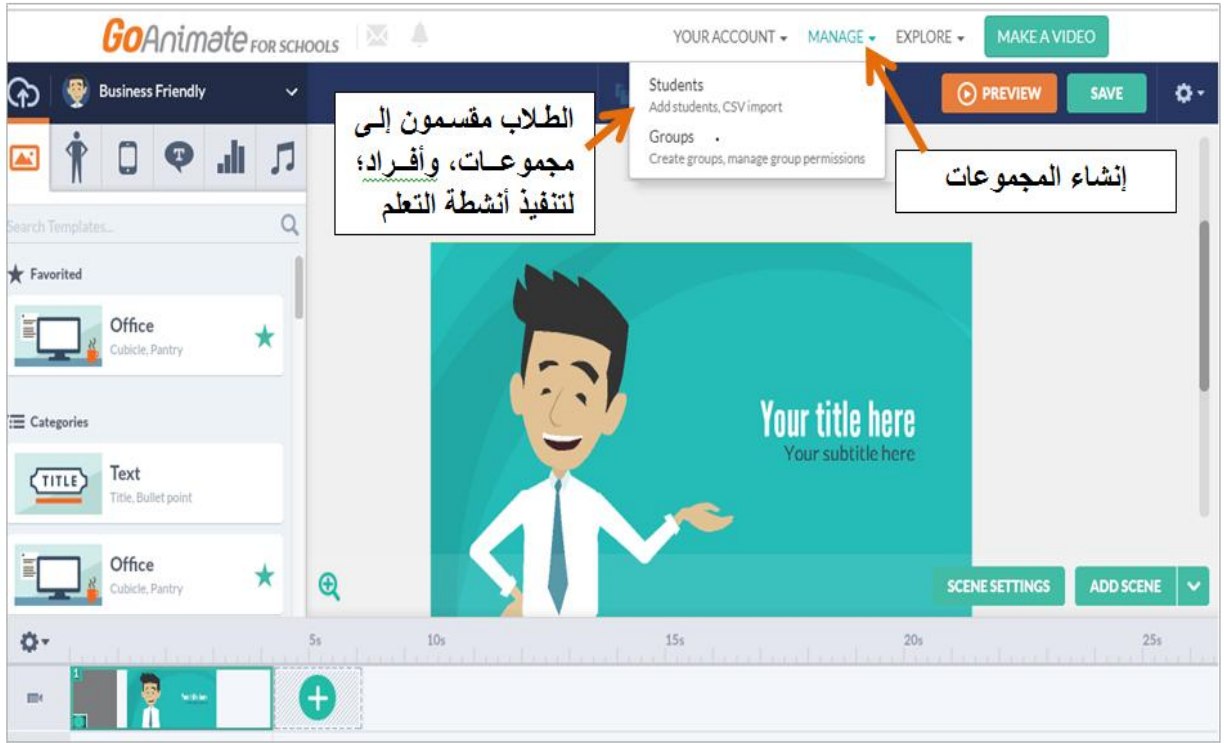 GoAnimate FOR SCHOOLS
YOUR ACCOUNT
MANAGE
EXPLORE
MAKE A VIDEO
Business Friendly
Students
Add students, CSV import
Groups
Create groups, manage group permissions
PREVIEW
SAVE
الطلاب مقسمون إلى
مجموعات، وأفراد؛
لتنفيذ أنشطة التعلم
إنشاء المجموعات
Search Templates...
Favorited
Office
Cubicle, Pantry
Categories
TITLE
Text
Title, Bullet point
Office
Cubicle, Pantry
Your title here
Your subtitle here
SCENE SETTINGS
ADD SCENE
5s
10s
15s
20s
25s
1